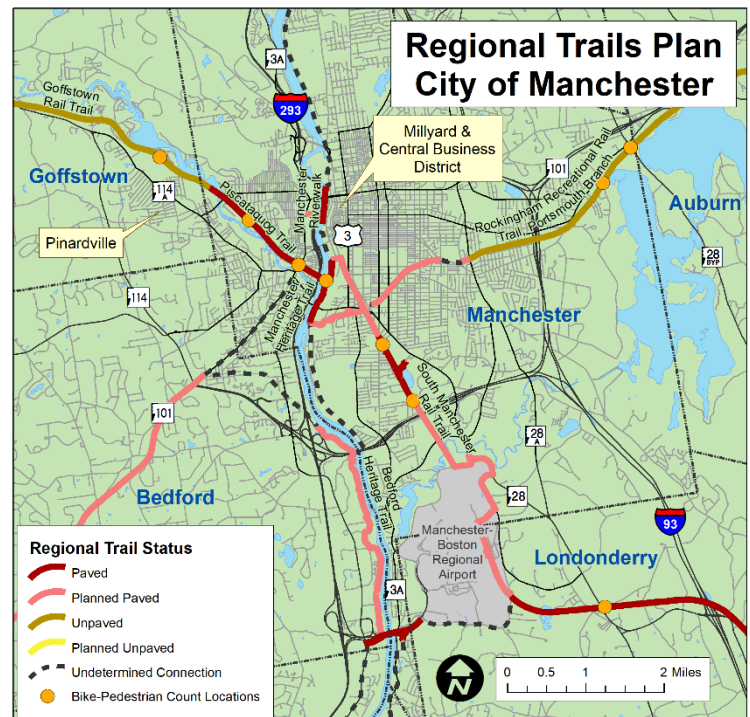 Regional Trails Plan
City of Manchester
3A
293
Goffstown
Rail Trail
Millyard &
Central Business
District
101
Rockingham Recreational Rail
Trail - Portsmouth Branch
Goffstown
114
A
Piscataquog Trail
Manchester
Riverwalk
Auburn
Pinardville
3
28
BYP
114
Manchester
Heritage Trail
Manchester
101
South Manchester
Rail Trail
28
A
Bedford
Bedford
Heritage Trail
28
93
Manchester-
Boston
Regional
Airport
Londonderry
3A
Regional Trail Status
Paved
Planned Paved
Unpaved
Planned Unpaved
Undetermined Connection
Bike-Pedestrian Count Locations
N
0 0.5 1 2 Miles